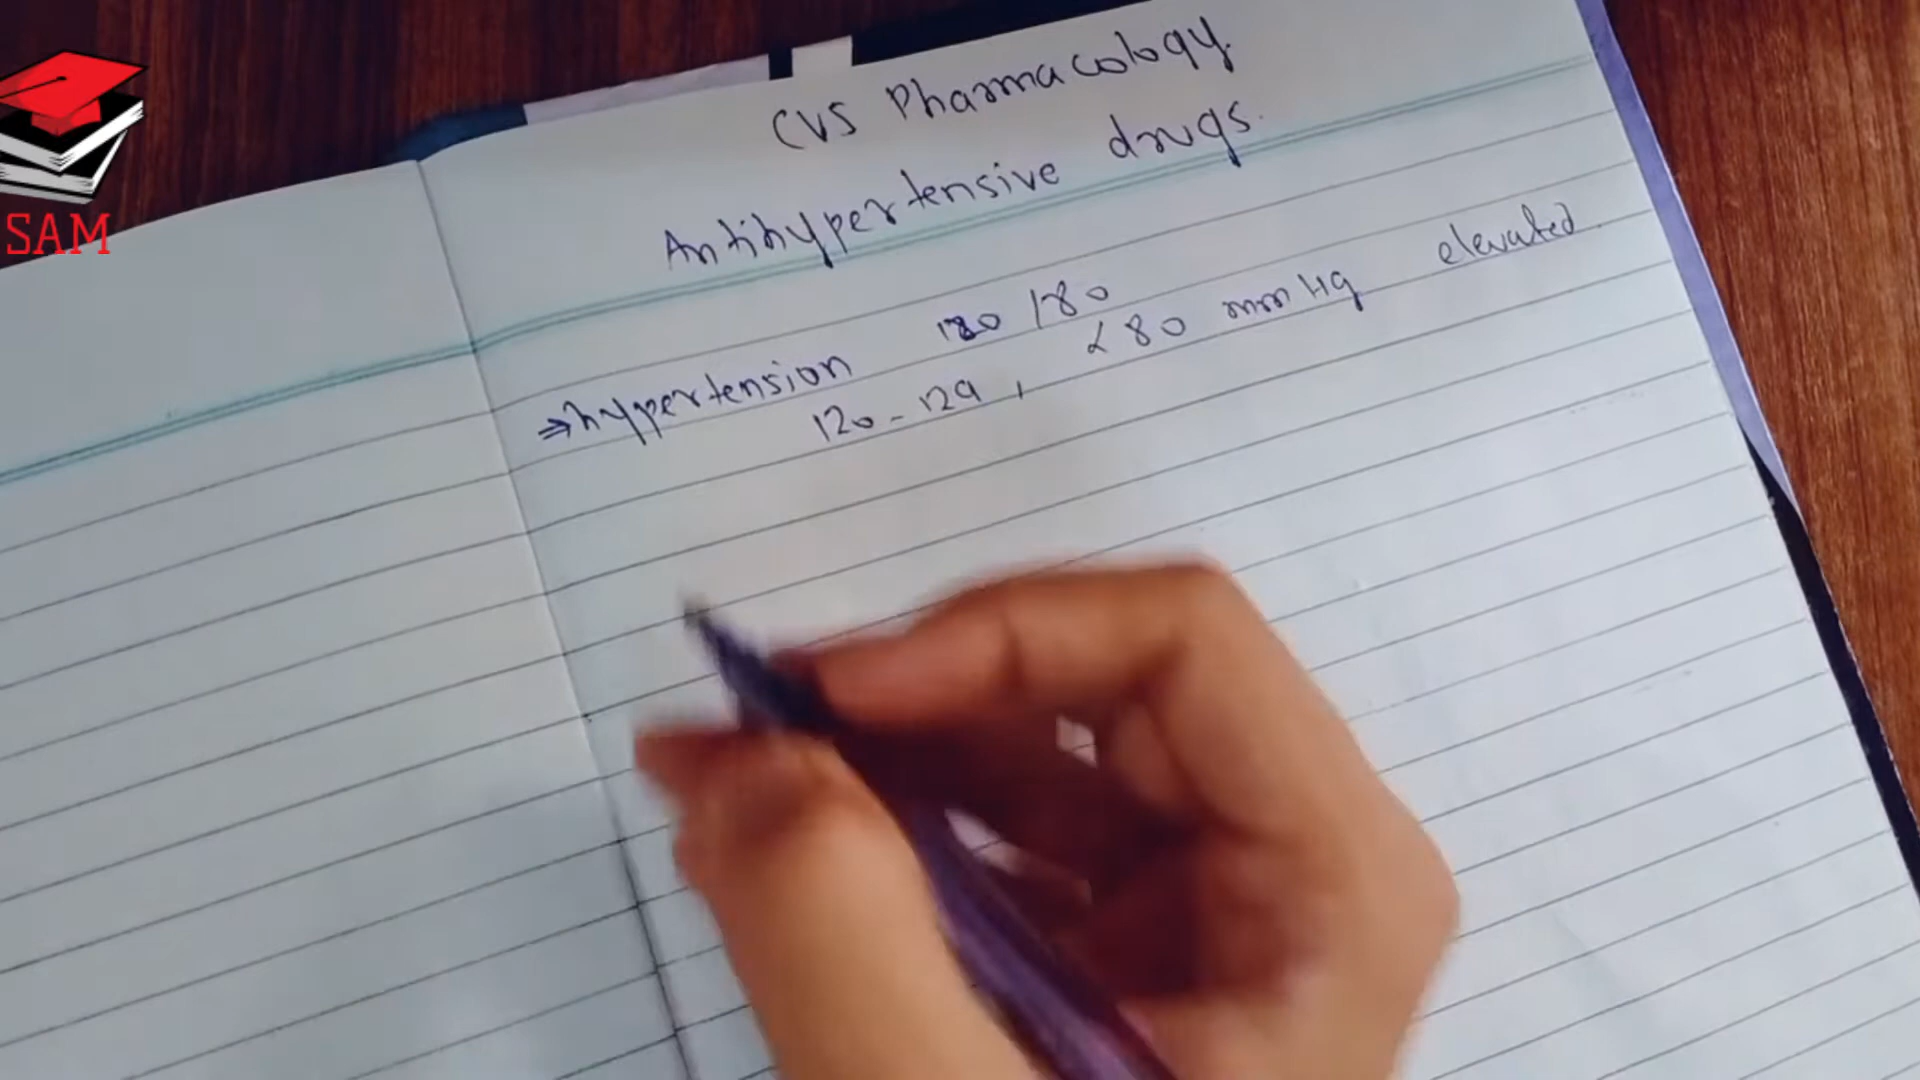 SAM
CVS Pharmacology
Antihypertensive drugs.
⇒hypertension 120 /80
120 - 129 , < 80 mmHg elevated.